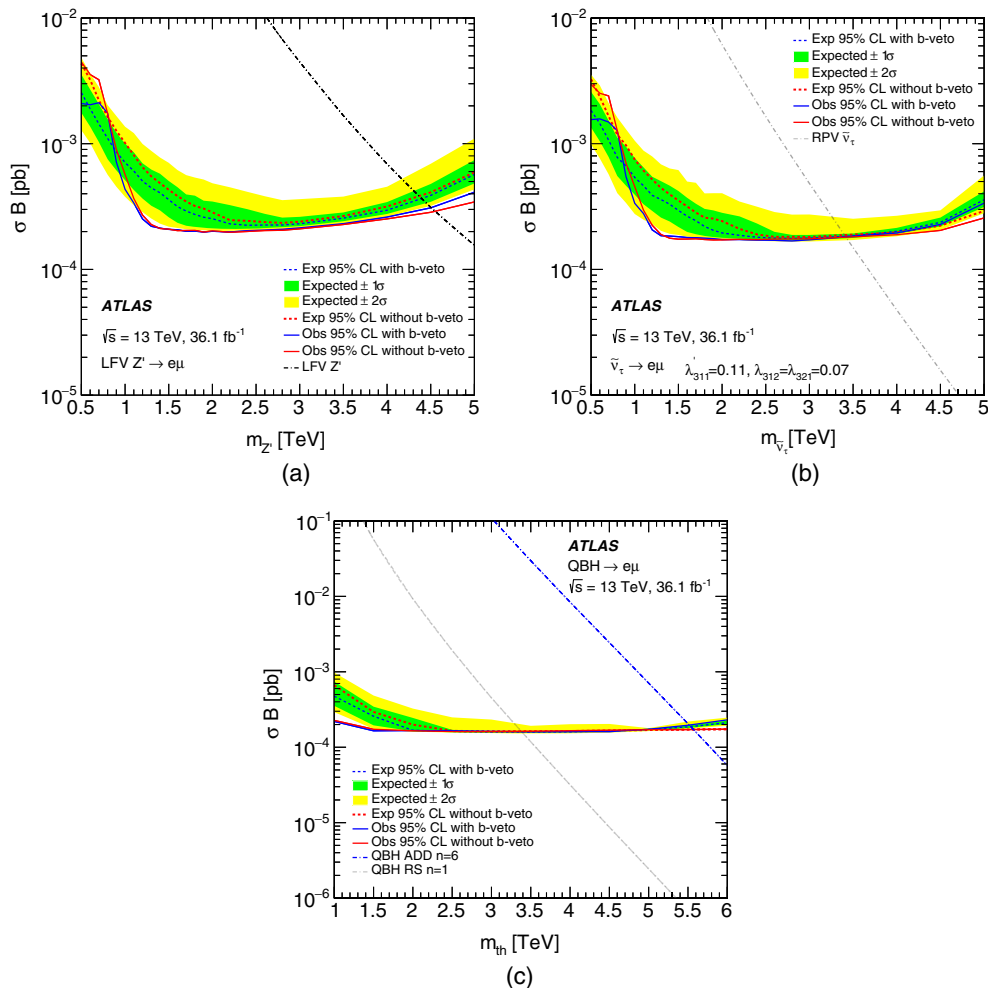 10⁻²
10⁻³
10⁻⁴
10⁻⁵
σ B [pb]
Exp 95% CL with b-veto
Expected ± 1σ
Expected ± 2σ
Exp 95% CL without b-veto
Obs 95% CL with b-veto
Obs 95% CL without b-veto
LFV Z'
ATLAS
√s = 13 TeV, 36.1 fb⁻¹
LFV Z' → eμ
0.5 1 1.5 2 2.5 3 3.5 4 4.5 5
m_Z' [TeV]
(a)
10⁻²
10⁻³
10⁻⁴
10⁻⁵
σ B [pb]
Exp 95% CL with b-veto
Expected ± 1σ
Expected ± 2σ
Exp 95% CL without b-veto
Obs 95% CL with b-veto
Obs 95% CL without b-veto
RPV ν̃_τ
ATLAS
√s = 13 TeV, 36.1 fb⁻¹
ν̃_τ → eμ λ'₃₁₁=0.11, λ₃₁₂=λ₃₂₁=0.07
0.5 1 1.5 2 2.5 3 3.5 4 4.5 5
m_ν̃_τ [TeV]
(b)
10⁻¹
10⁻²
10⁻³
10⁻⁴
10⁻⁵
10⁻⁶
σ B [pb]
ATLAS
QBH → eμ
√s = 13 TeV, 36.1 fb⁻¹
Exp 95% CL with b-veto
Expected ± 1σ
Expected ± 2σ
Exp 95% CL without b-veto
Obs 95% CL with b-veto
Obs 95% CL without b-veto
QBH ADD n=6
QBH RS n=1
1 1.5 2 2.5 3 3.5 4 4.5 5 5.5 6
m_th [TeV]
(c)